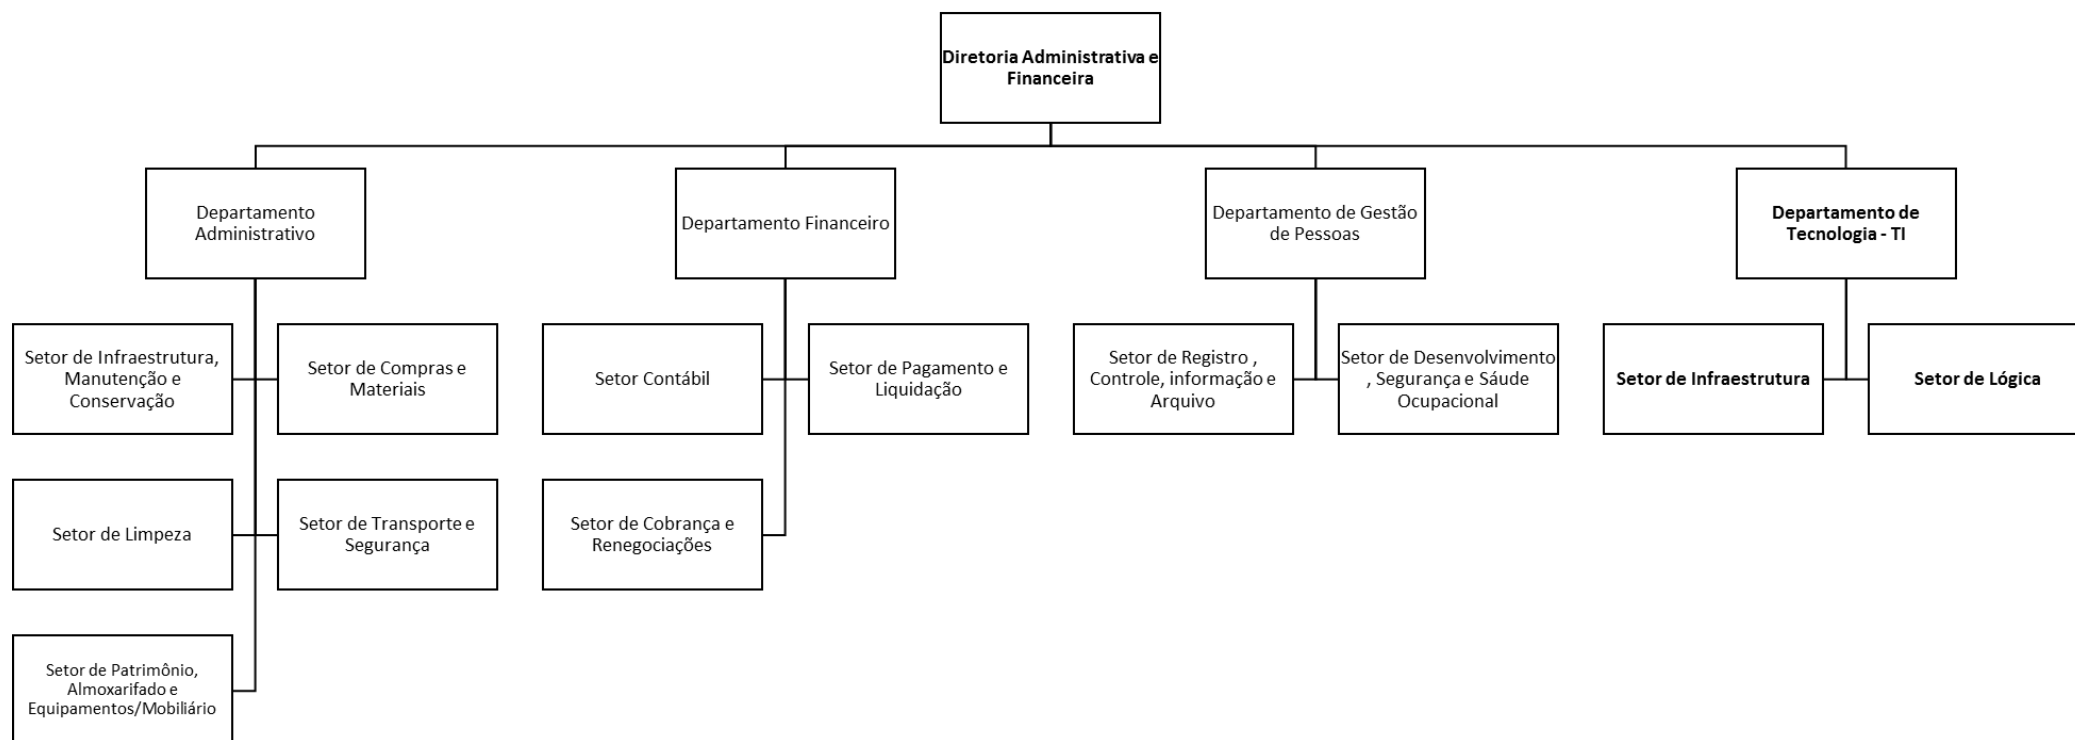 Diretoria Administrativa e
Financeira
Departamento
Administrativo
Departamento Financeiro
Departamento de Gestão
de Pessoas
Departamento de
Tecnologia - TI
Setor de Infraestrutura,
Manutenção e
Conservação
Setor de Compras e
Materiais
Setor Contábil
Setor de Pagamento e
Liquidação
Setor de Registro ,
Controle, informação e
Arquivo
Setor de Desenvolvimento
, Segurança e Sáude
Ocupacional
Setor de Infraestrutura
Setor de Lógica
Setor de Limpeza
Setor de Transporte e
Segurança
Setor de Cobrança e
Renegociações
Setor de Patrimônio,
Almoxarifado e
Equipamentos/Mobiliário